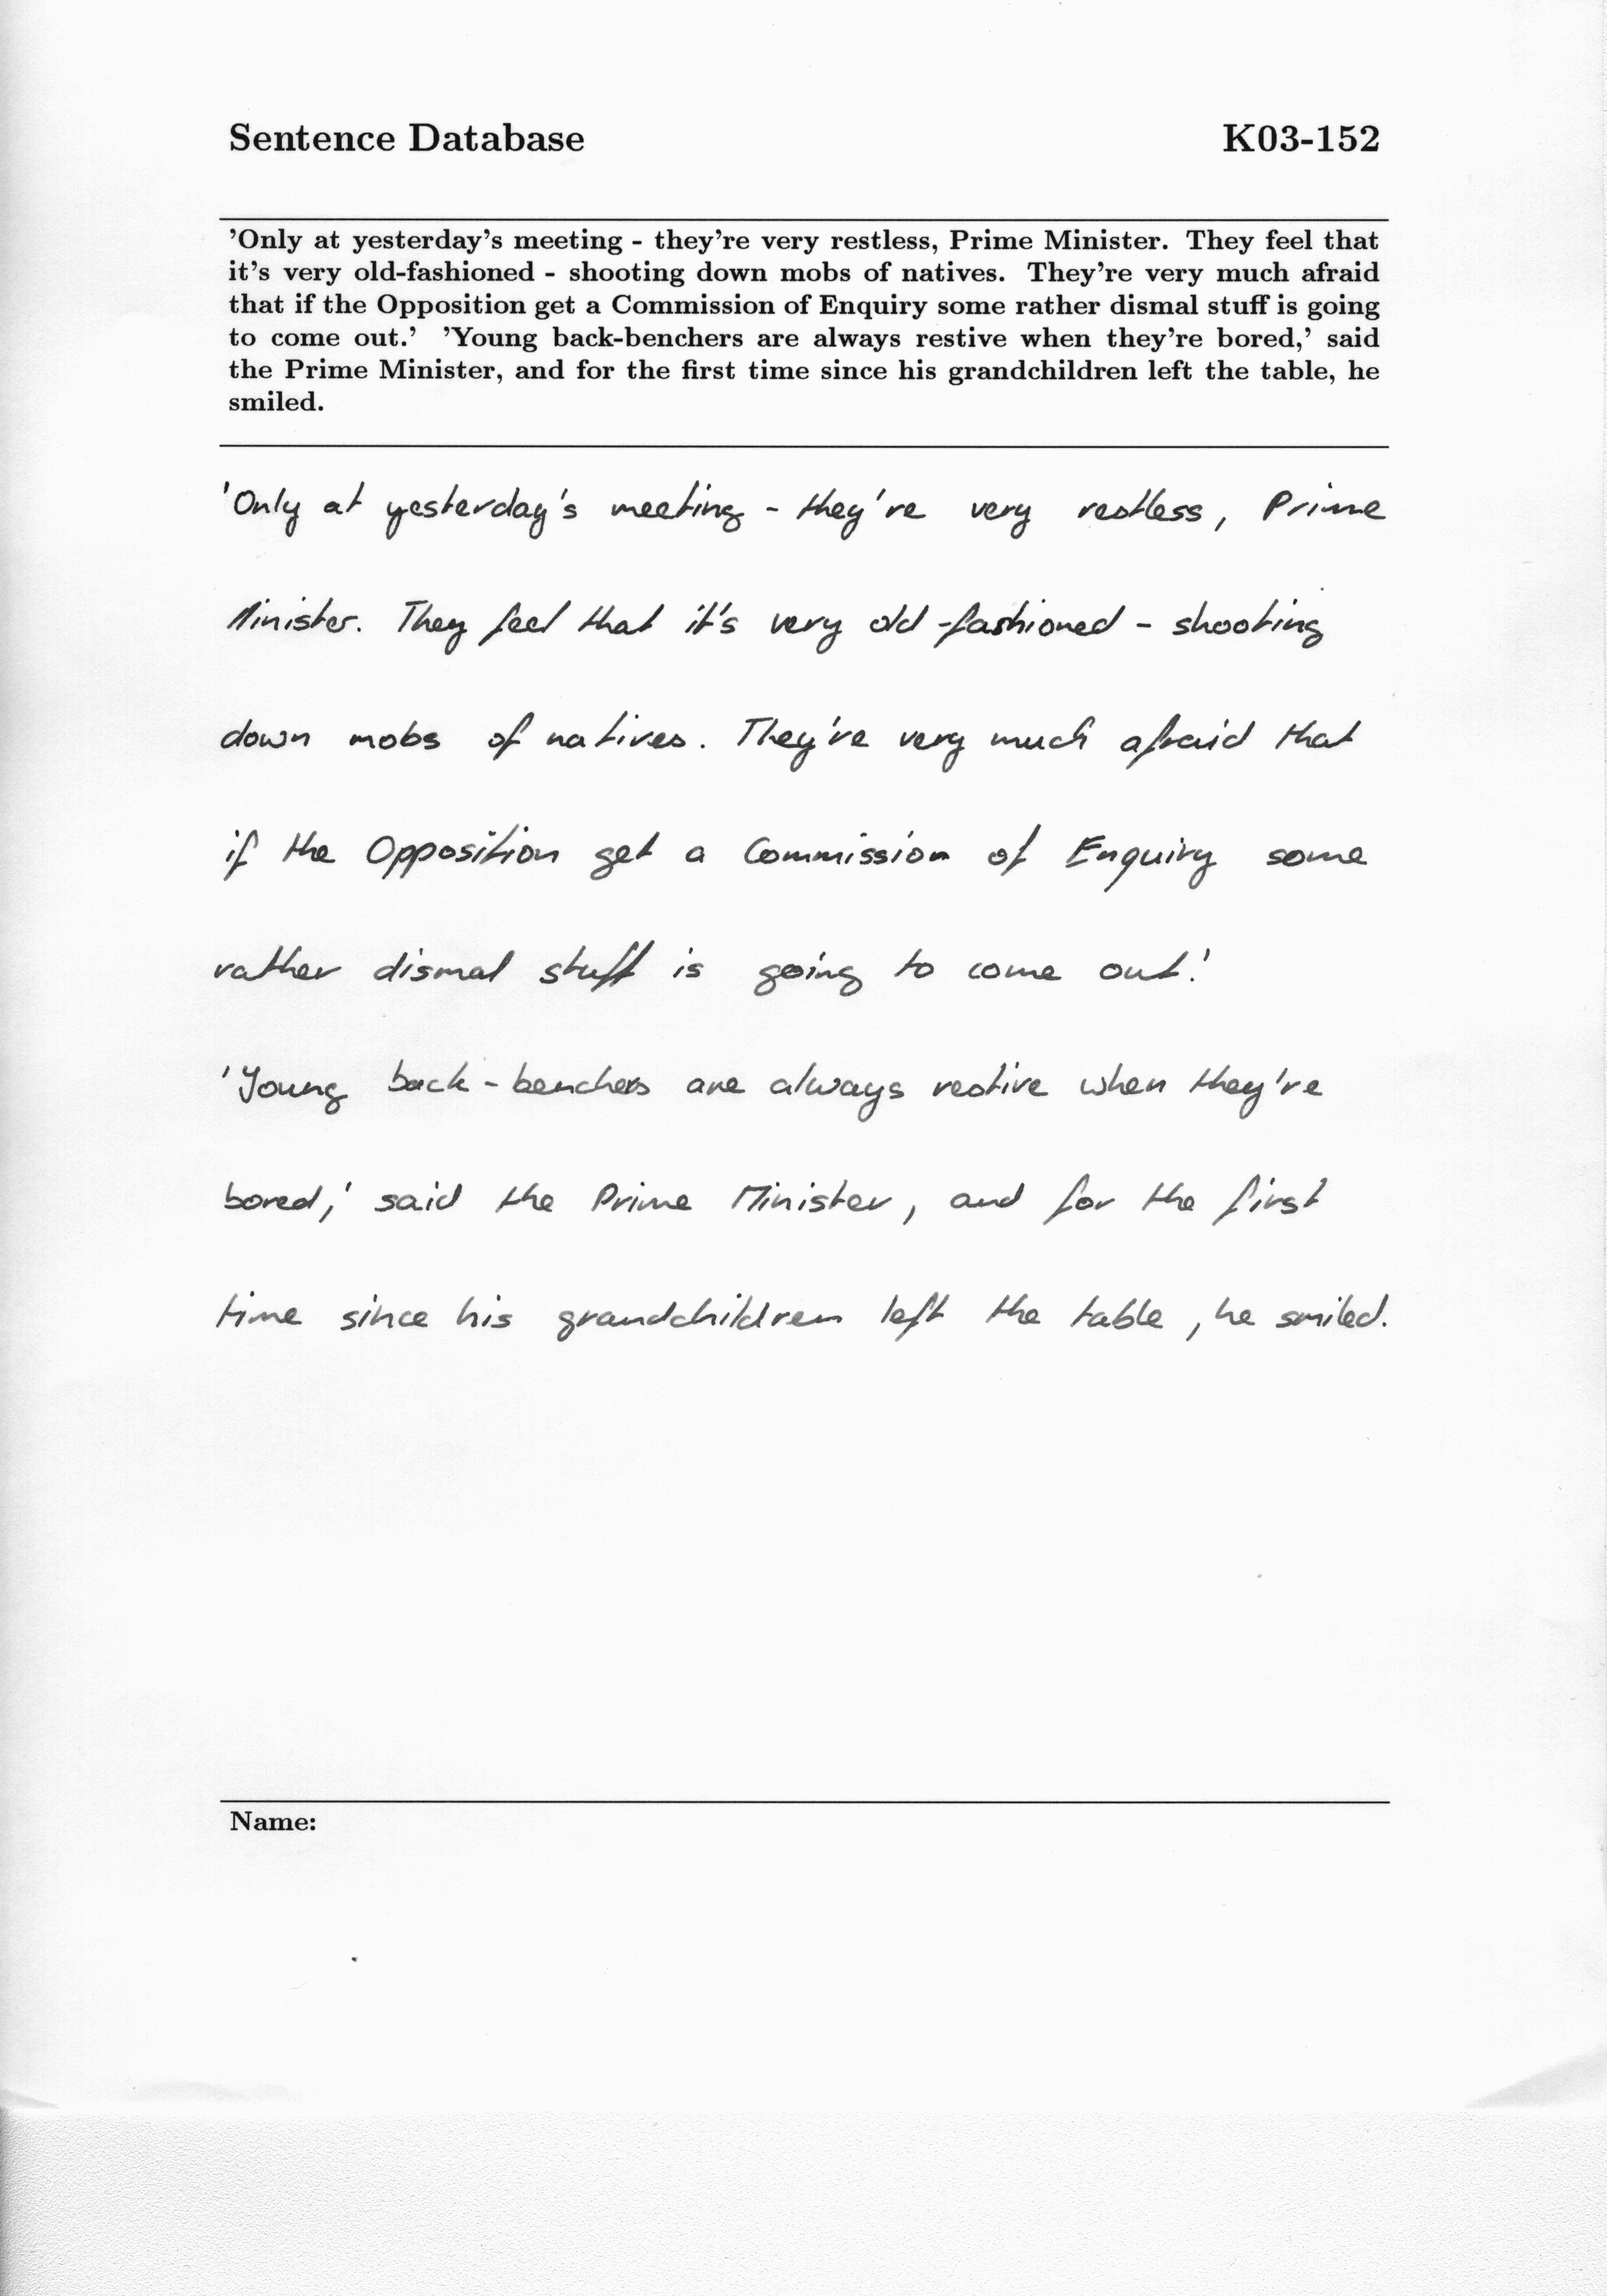 Sentence Database K03-152
'Only at yesterday's meeting - they're very restless, Prime Minister. They feel that
it's very old-fashioned - shooting down mobs of natives. They're very much afraid
that if the Opposition get a Commission of Enquiry some rather dismal stuff is going
to come out.' 'Young back-benchers are always restive when they're bored,' said
the Prime Minister, and for the first time since his grandchildren left the table, he
smiled.
'Only at yesterday's meeting - they're very restless, Prime
Minister. They feel that it's very old-fashioned - shooting
down mobs of natives. They're very much afraid that
if the Opposition get a Commission of Enquiry some
rather dismal stuff is going to come out.'
'Young back-benchers are always restive when they're
bored,' said the Prime Minister, and for the first
time since his grandchildren left the table, he smiled.
Name: